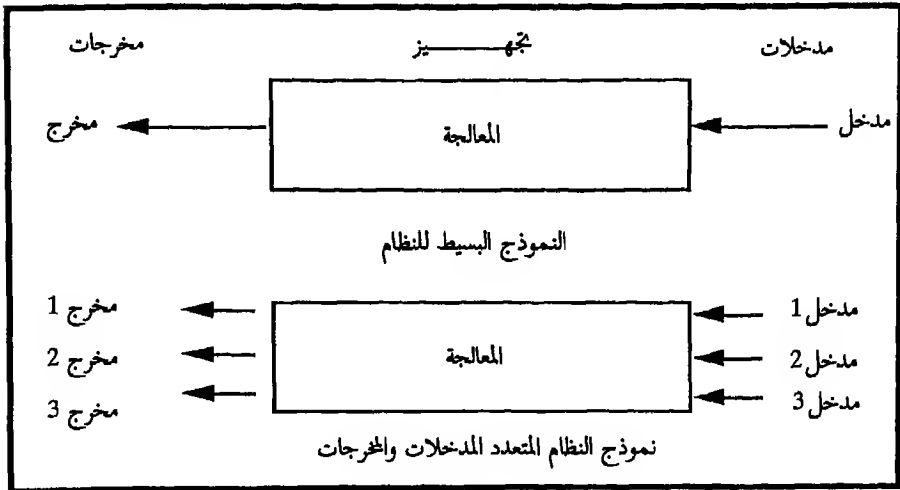 مدخلات تجهـــــيز مخرجات
مدخل المعالجة مخرج
النموذج البسيط للنظام
مدخل 1 مخرج 1
مدخل 2 المعالجة مخرج 2
مدخل 3 مخرج 3
نموذج النظام المتعدد المدخلات والمخرجات